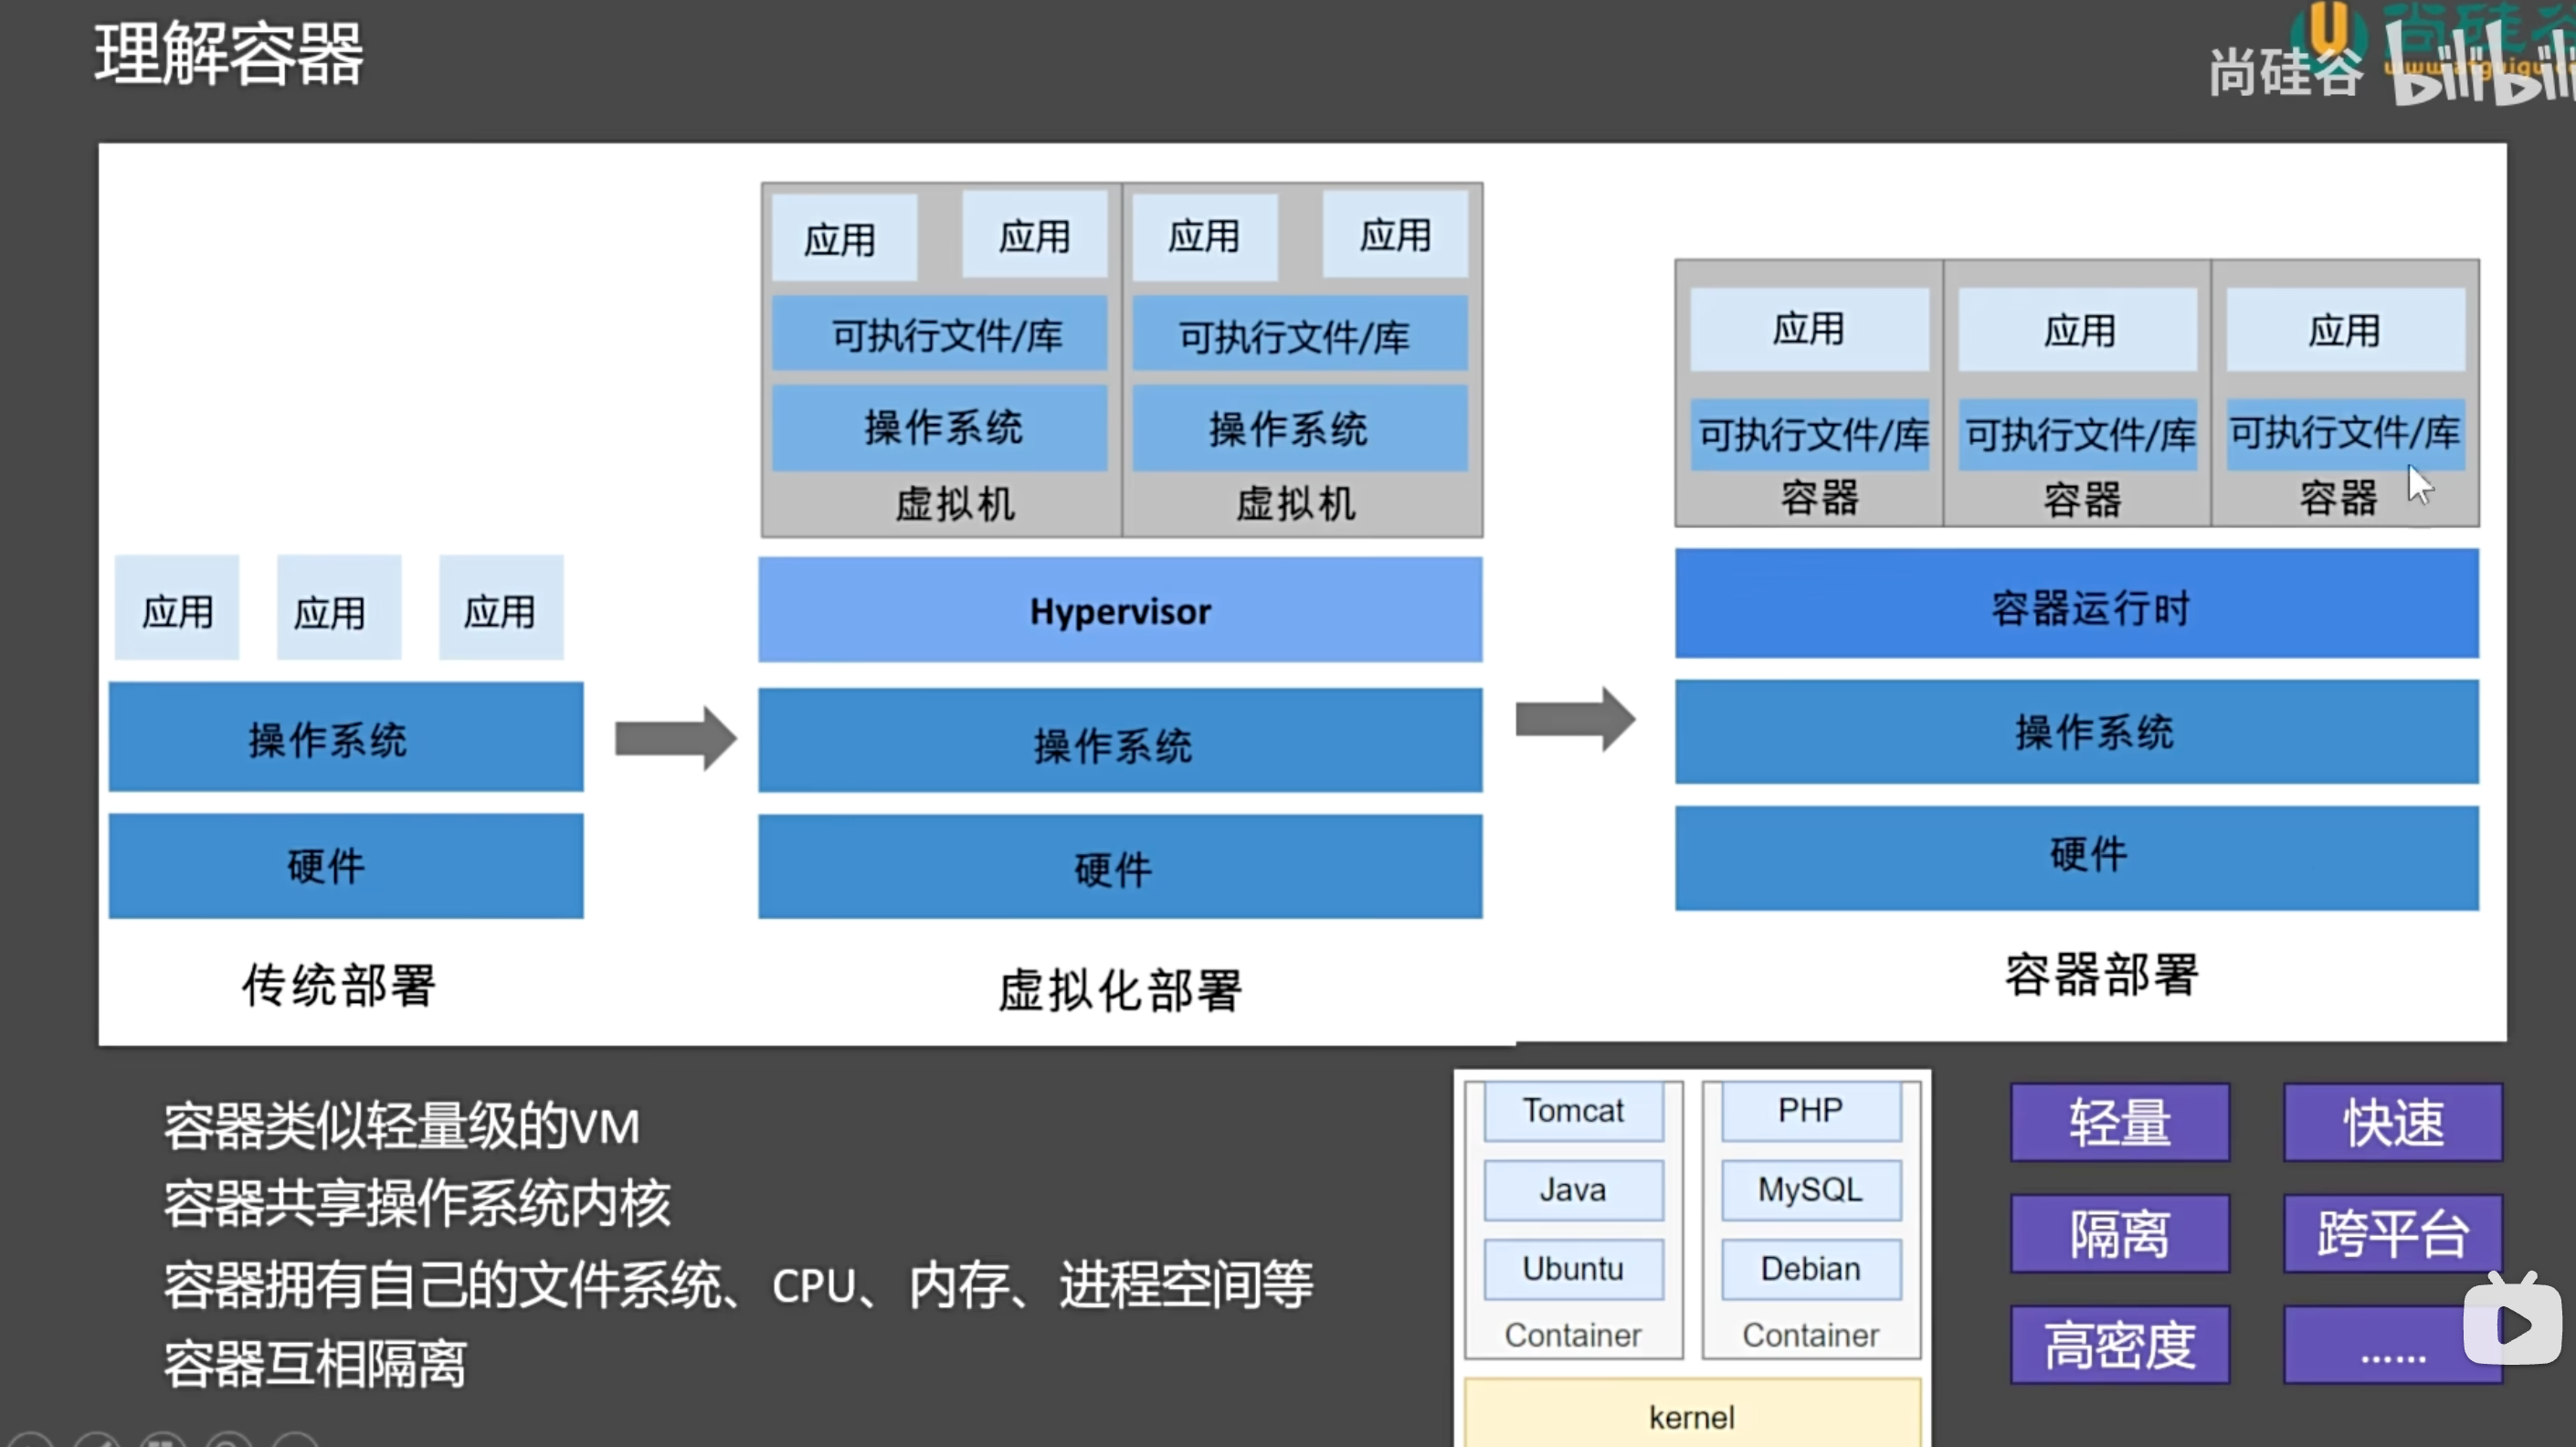 理解容器
尚硅谷
bilibili
应用 应用 应用
操作系统
硬件
传统部署
应用 应用 应用 应用
可执行文件/库 可执行文件/库
操作系统 操作系统
虚拟机 虚拟机
Hypervisor
操作系统
硬件
虚拟化部署
应用 应用 应用
可执行文件/库 可执行文件/库 可执行文件/库
容器 容器 容器
容器运行时
操作系统
硬件
容器部署
容器类似轻量级的VM
容器共享操作系统内核
容器拥有自己的文件系统、CPU、内存、进程空间等
容器互相隔离
Tomcat PHP
Java MySQL
Ubuntu Debian
Container Container
kernel
轻量 快速
隔离 跨平台
高密度 ……